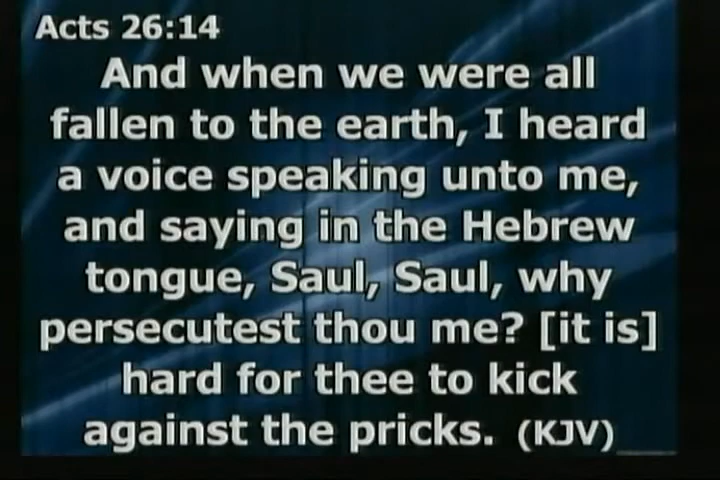 Acts 26:14
And when we were all
fallen to the earth, I heard
a voice speaking unto me,
and saying in the Hebrew
tongue, Saul, Saul, why
persecutest thou me? [it is]
hard for thee to kick
against the pricks. (KJV)